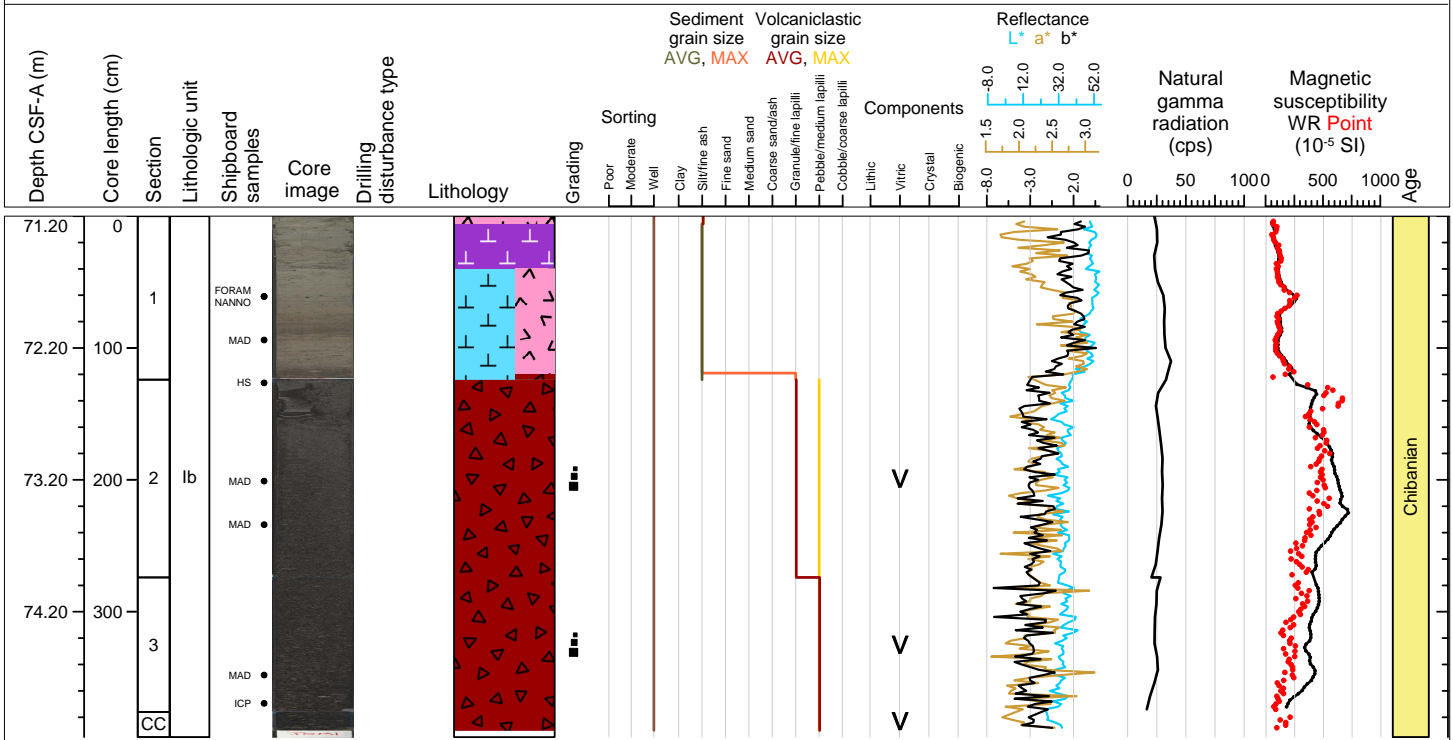 Sediment
grain size
AVG, MAX
Volcaniclastic
grain size
AVG, MAX
Reflectance
L* a* b*
Depth CSF-A (m)
Core length (cm)
Section
Lithologic unit
Shipboard
samples
Core
image
Drilling
disturbance type
Lithology
Grading
Sorting
Poor
Moderate
Well
Clay
Silt/fine ash
Fine sand
Medium sand
Coarse sand/ash
Granule/fine lapilli
Pebble/medium lapilli
Cobble/coarse lapilli
Components
Lithic
Vitric
Crystal
Biogenic
-8.0 12.0 32.0 52.0
1.5 2.0 2.5 3.0
-8.0 -3.0 2.0
Natural
gamma
radiation
(cps)
0 50 100
Magnetic
susceptibility
WR Point
(10⁻⁵ SI)
0 500 1000
Age
71.20 0
72.20 100
73.20 200
74.20 300
1
2
3
CC
Ib
FORAM
NANNO
MAD
HS
MAD
MAD
MAD
ICP
V
V
V
Chibanian